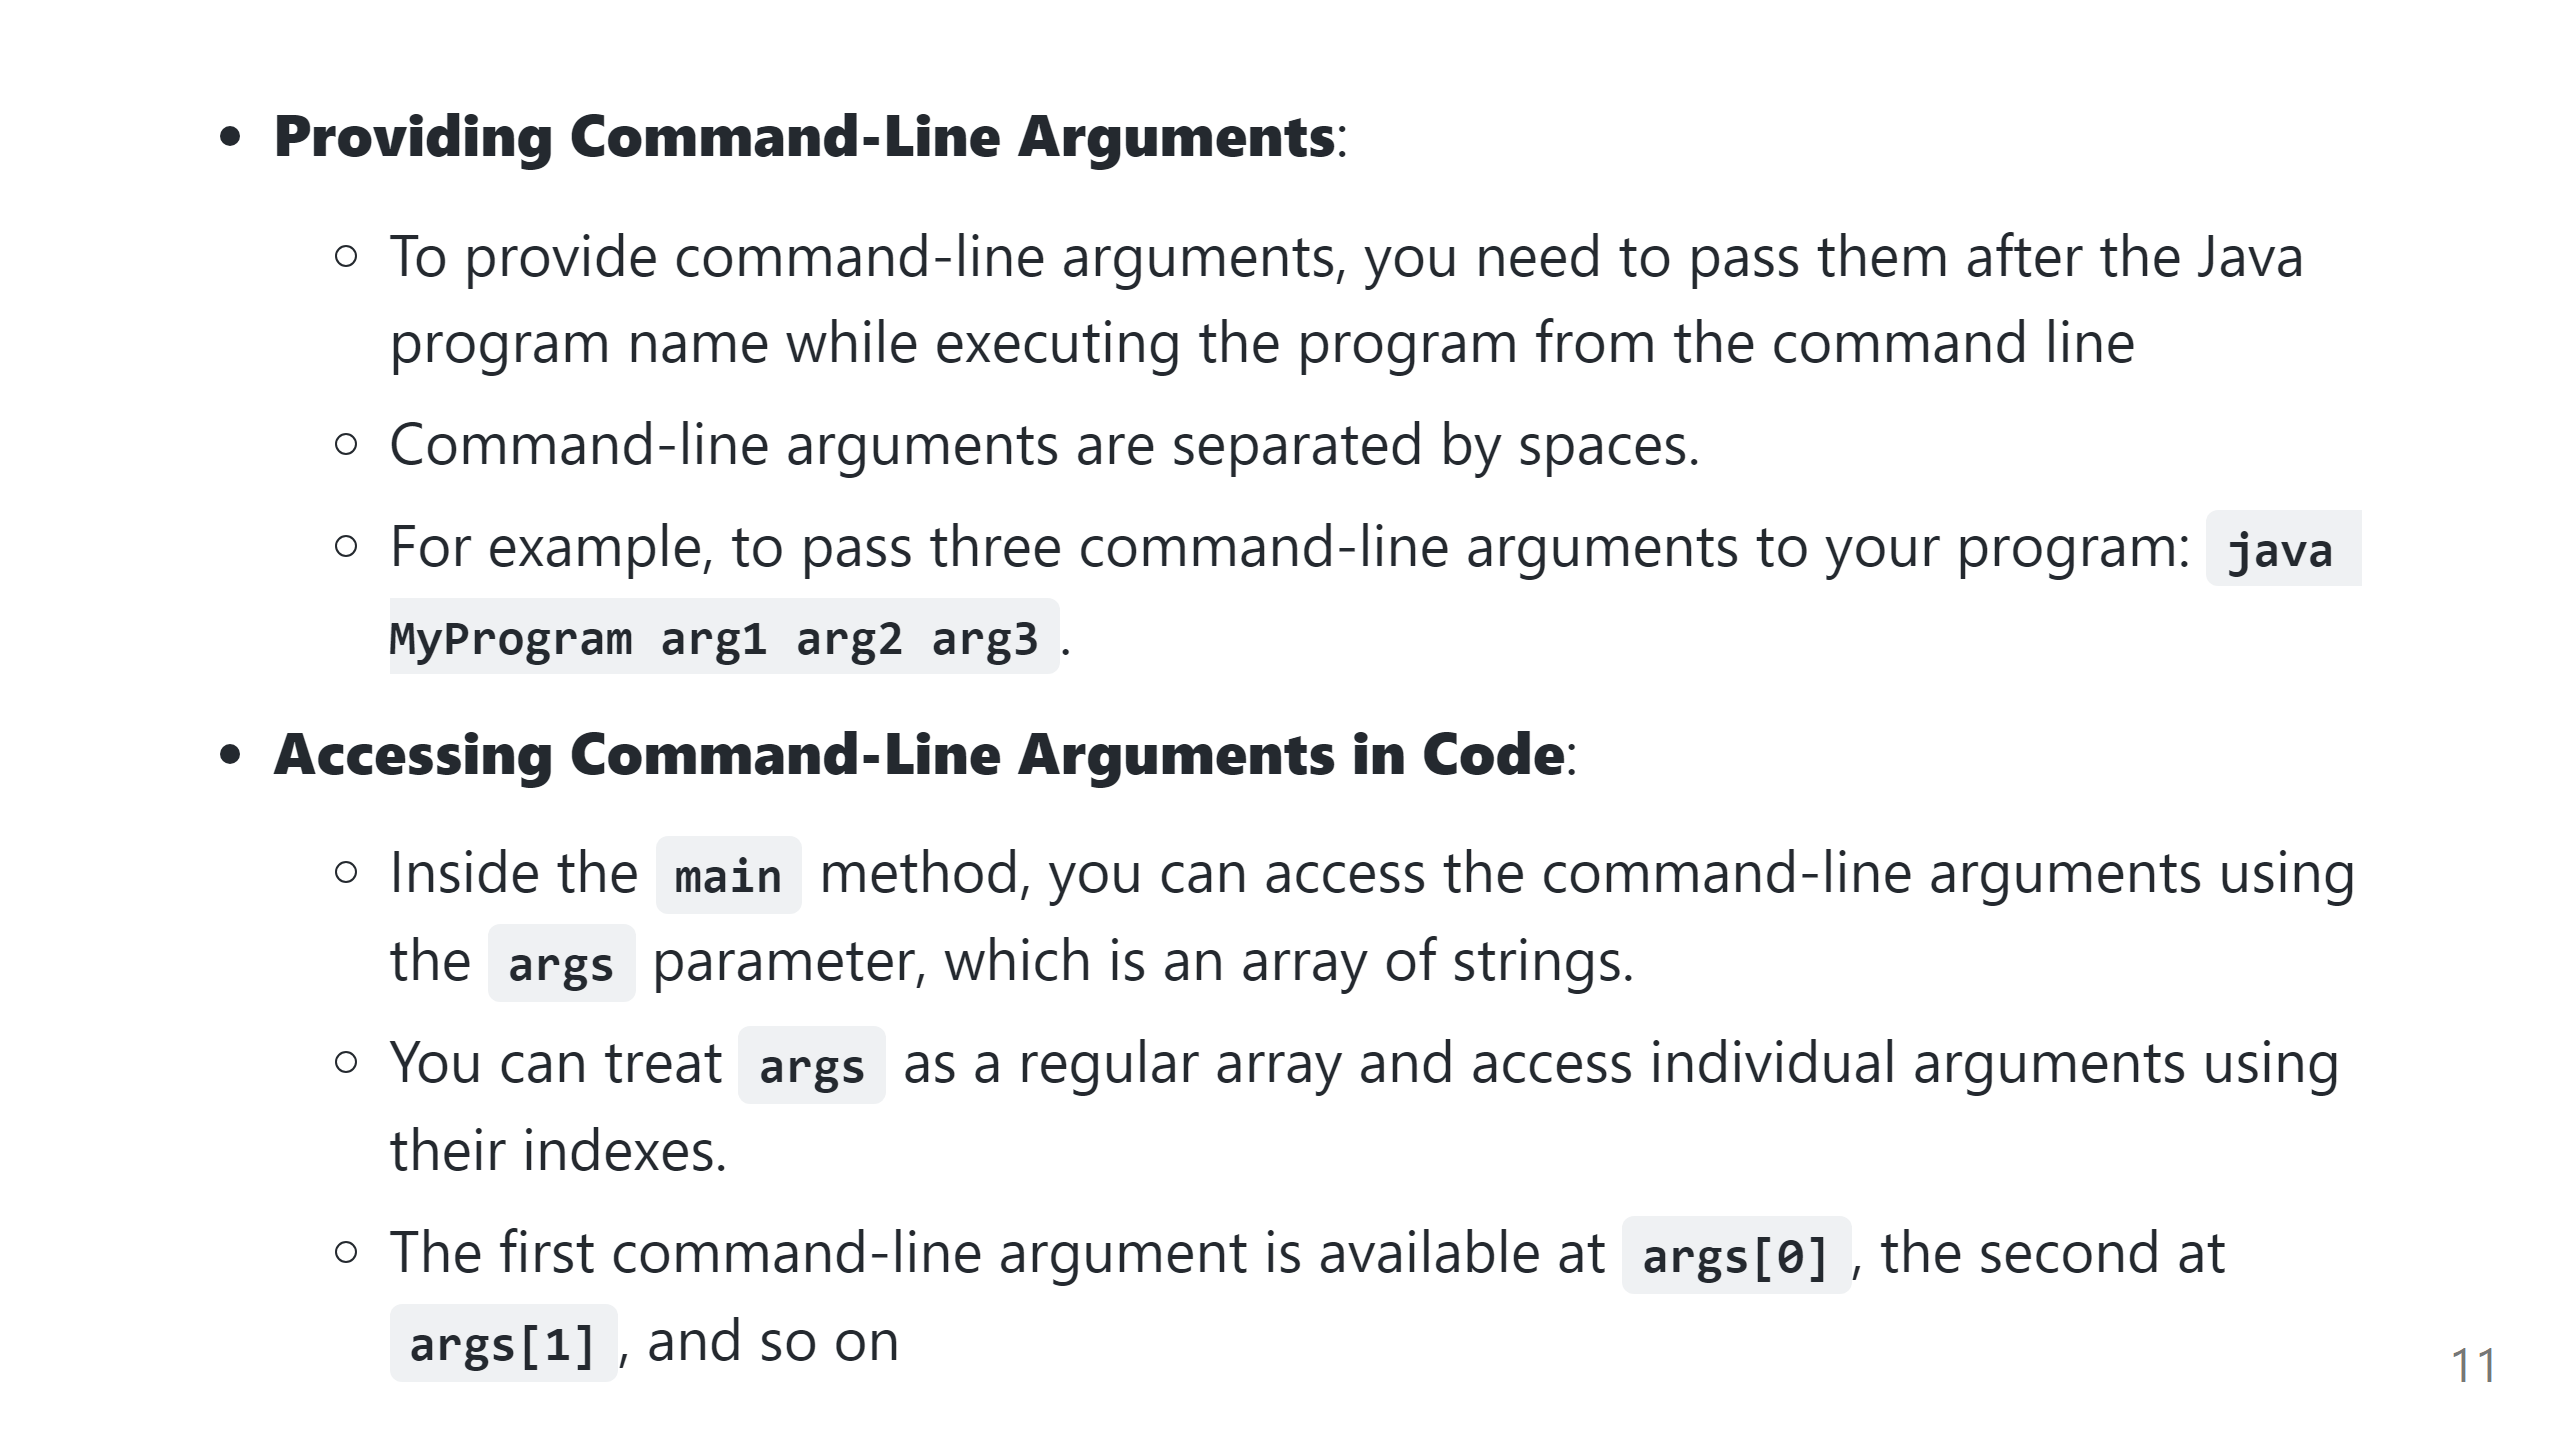 • Providing Command-Line Arguments:
○ To provide command-line arguments, you need to pass them after the Java
program name while executing the program from the command line
○ Command-line arguments are separated by spaces.
○ For example, to pass three command-line arguments to your program: java
MyProgram arg1 arg2 arg3 .
• Accessing Command-Line Arguments in Code:
○ Inside the main method, you can access the command-line arguments using
the args parameter, which is an array of strings.
○ You can treat args as a regular array and access individual arguments using
their indexes.
○ The first command-line argument is available at args[0] , the second at
args[1] , and so on
11